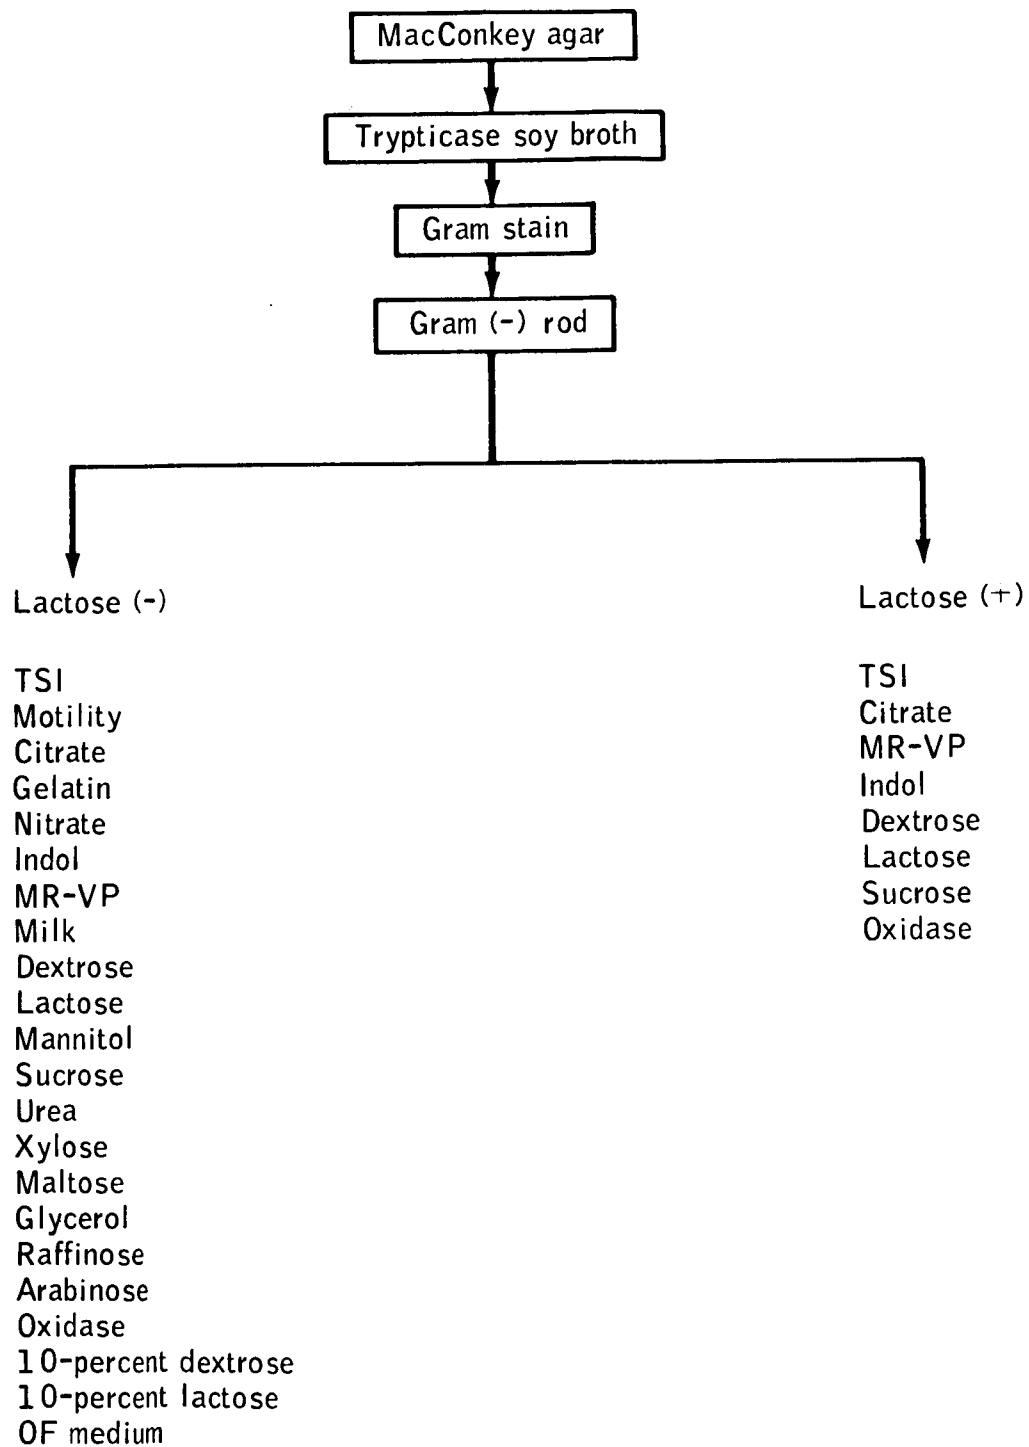 MacConkey agar
Trypticase soy broth
Gram stain
Gram (-) rod
Lactose (-)
TSI
Motility
Citrate
Gelatin
Nitrate
Indol
MR-VP
Milk
Dextrose
Lactose
Mannitol
Sucrose
Urea
Xylose
Maltose
Glycerol
Raffinose
Arabinose
Oxidase
10-percent dextrose
10-percent lactose
OF medium
Lactose (+)
TSI
Citrate
MR-VP
Indol
Dextrose
Lactose
Sucrose
Oxidase